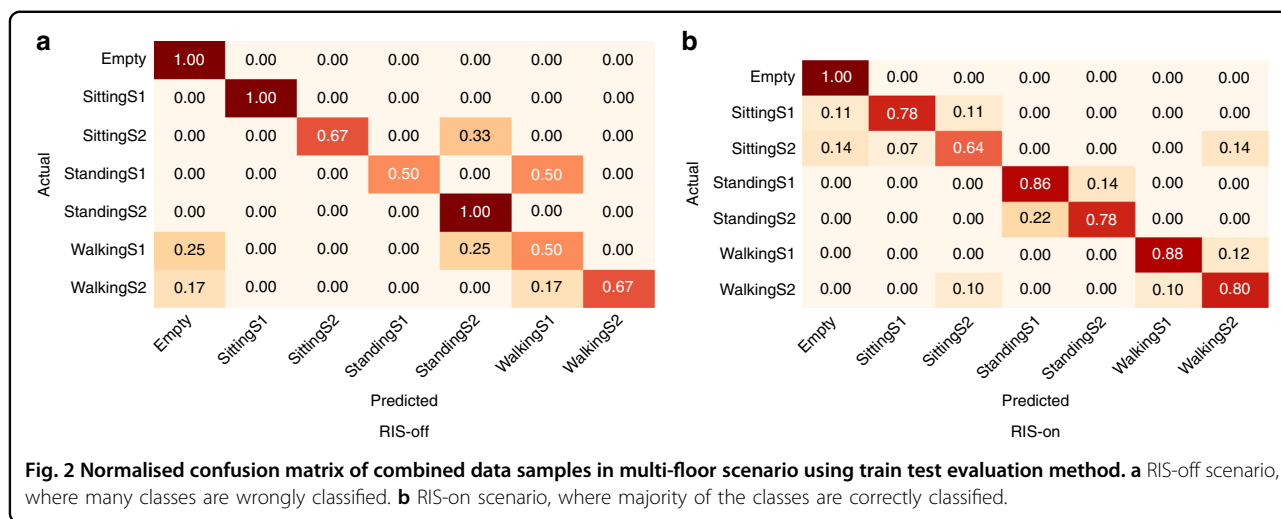 a
Empty 1.00 0.00 0.00 0.00 0.00 0.00 0.00
SittingS1 0.00 1.00 0.00 0.00 0.00 0.00 0.00
SittingS2 0.00 0.00 0.67 0.00 0.33 0.00 0.00
StandingS1 0.00 0.00 0.00 0.50 0.00 0.50 0.00
StandingS2 0.00 0.00 0.00 0.00 1.00 0.00 0.00
WalkingS1 0.25 0.00 0.00 0.00 0.25 0.50 0.00
WalkingS2 0.17 0.00 0.00 0.00 0.00 0.17 0.67
Actual
Empty SittingS1 SittingS2 StandingS1 StandingS2 WalkingS1 WalkingS2
Predicted
RIS-off
b
Empty 1.00 0.00 0.00 0.00 0.00 0.00 0.00
SittingS1 0.11 0.78 0.11 0.00 0.00 0.00 0.00
SittingS2 0.14 0.07 0.64 0.00 0.00 0.00 0.14
StandingS1 0.00 0.00 0.00 0.86 0.14 0.00 0.00
StandingS2 0.00 0.00 0.00 0.22 0.78 0.00 0.00
WalkingS1 0.00 0.00 0.00 0.00 0.00 0.88 0.12
WalkingS2 0.00 0.00 0.10 0.00 0.00 0.10 0.80
Actual
Empty SittingS1 SittingS2 StandingS1 StandingS2 WalkingS1 WalkingS2
Predicted
RIS-on
Fig. 2 Normalised confusion matrix of combined data samples in multi-floor scenario using train test evaluation method. a RIS-off scenario,
where many classes are wrongly classified. b RIS-on scenario, where majority of the classes are correctly classified.